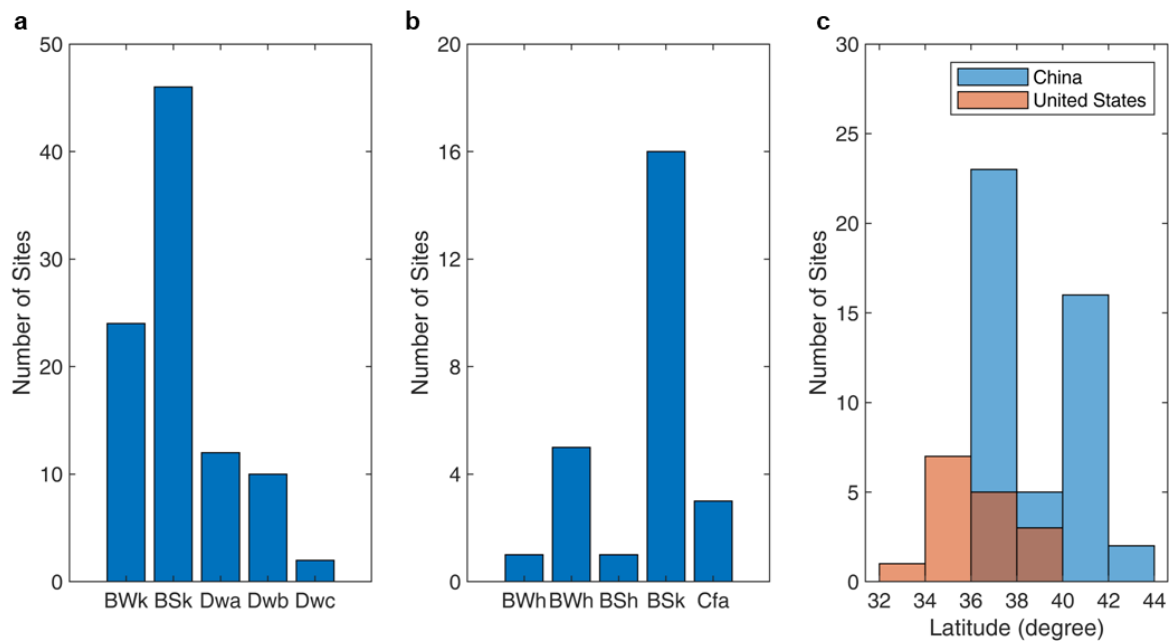 a
50
40
30
20
10
0
Number of Sites
BWk BSk Dwa Dwb Dwc
b
20
16
12
8
4
0
Number of Sites
BWh BWh BSh BSk Cfa
c
30
25
20
15
10
5
0
Number of Sites
China
United States
32 34 36 38 40 42 44
Latitude (degree)